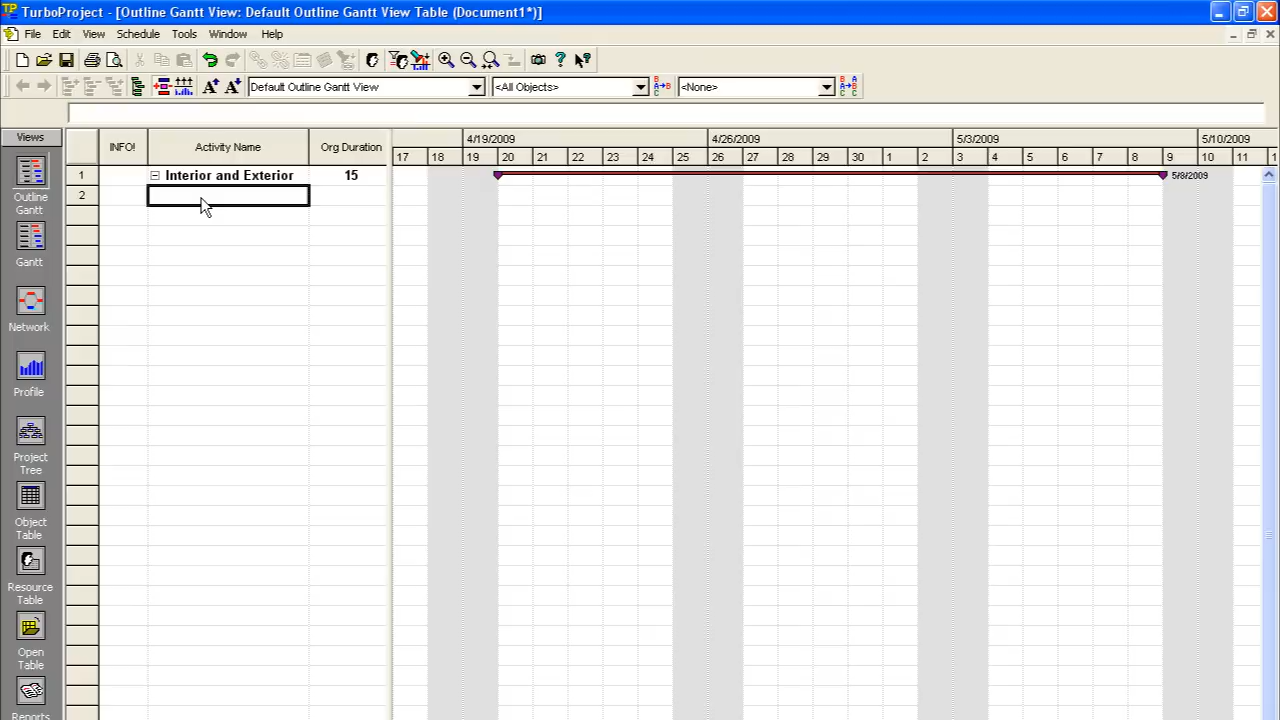 TurboProject - [Outline Gantt View: Default Outline Gantt View Table (Document1*)]
File Edit View Schedule Tools Window Help
Default Outline Gantt View <All Objects> <None>
Views
INFO! Activity Name Org Duration
4/19/2009 4/26/2009 5/3/2009 5/10/2009
17 18 19 20 21 22 23 24 25 26 27 28 29 30 1 2 3 4 5 6 7 8 9 10 11 1
1 Interior and Exterior 15 5/8/2009
2
Outline
Gantt
Gantt
Network
Profile
Project
Tree
Object
Table
Resource
Table
Open
Table
Reports